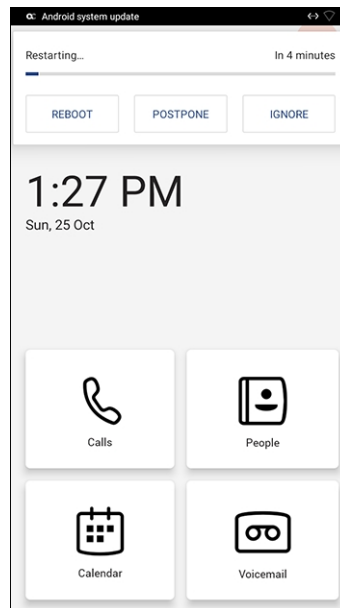 Android system update
Restarting... In 4 minutes
REBOOT POSTPONE IGNORE
1:27 PM
Sun, 25 Oct
Calls People
Calendar Voicemail